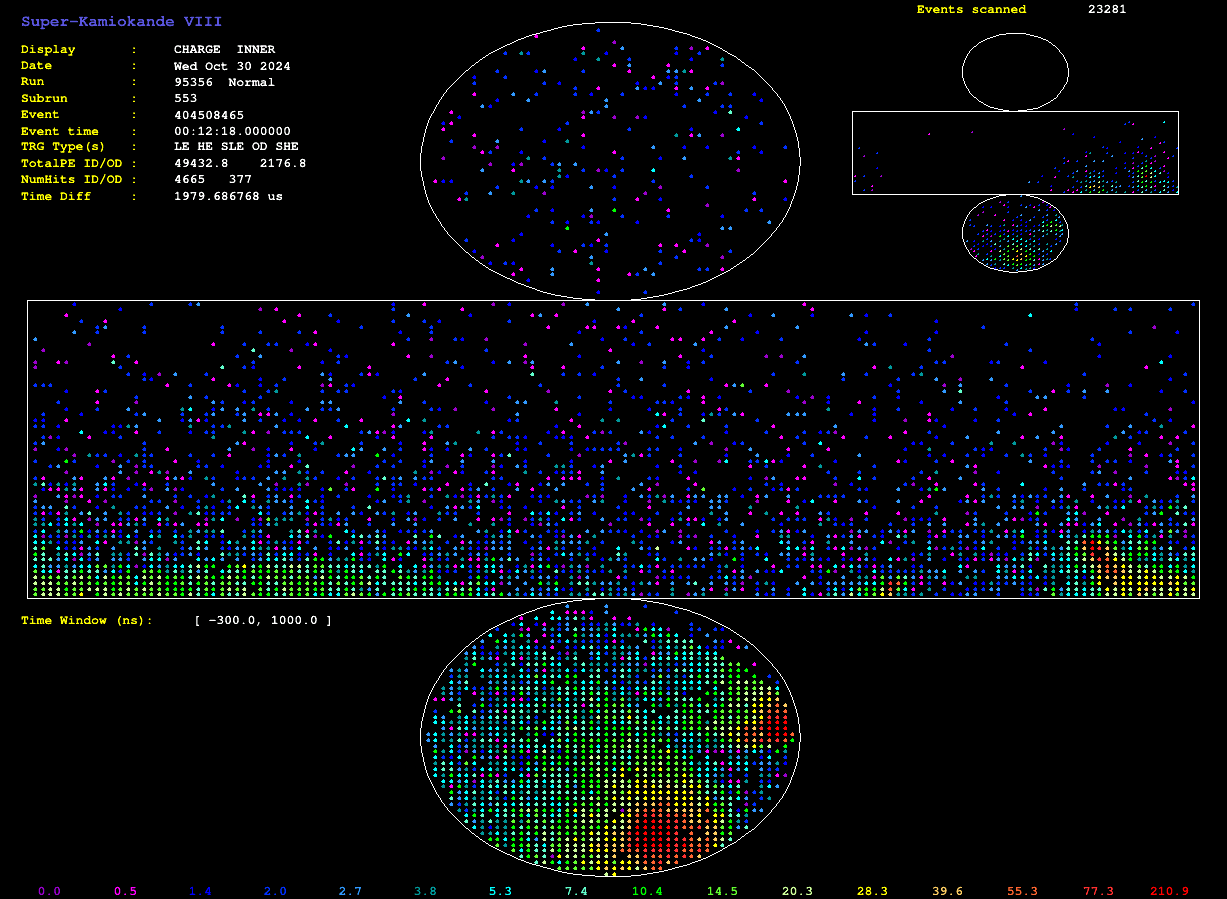 Super-Kamiokande VIII
Events scanned 23281
Display : CHARGE INNER
Date : Wed Oct 30 2024
Run : 95356 Normal
Subrun : 553
Event : 404508465
Event time : 00:12:18.000000
TRG Type(s) : LE HE SLE OD SHE
TotalPE ID/OD : 49432.8 2176.8
NumHits ID/OD : 4665 377
Time Diff : 1979.686768 us
Time Window (ns): [ -300.0, 1000.0 ]
0.0 0.5 1.4 2.0 2.7 3.8 5.3 7.4 10.4 14.5 20.3 28.3 39.6 55.3 77.3 210.9